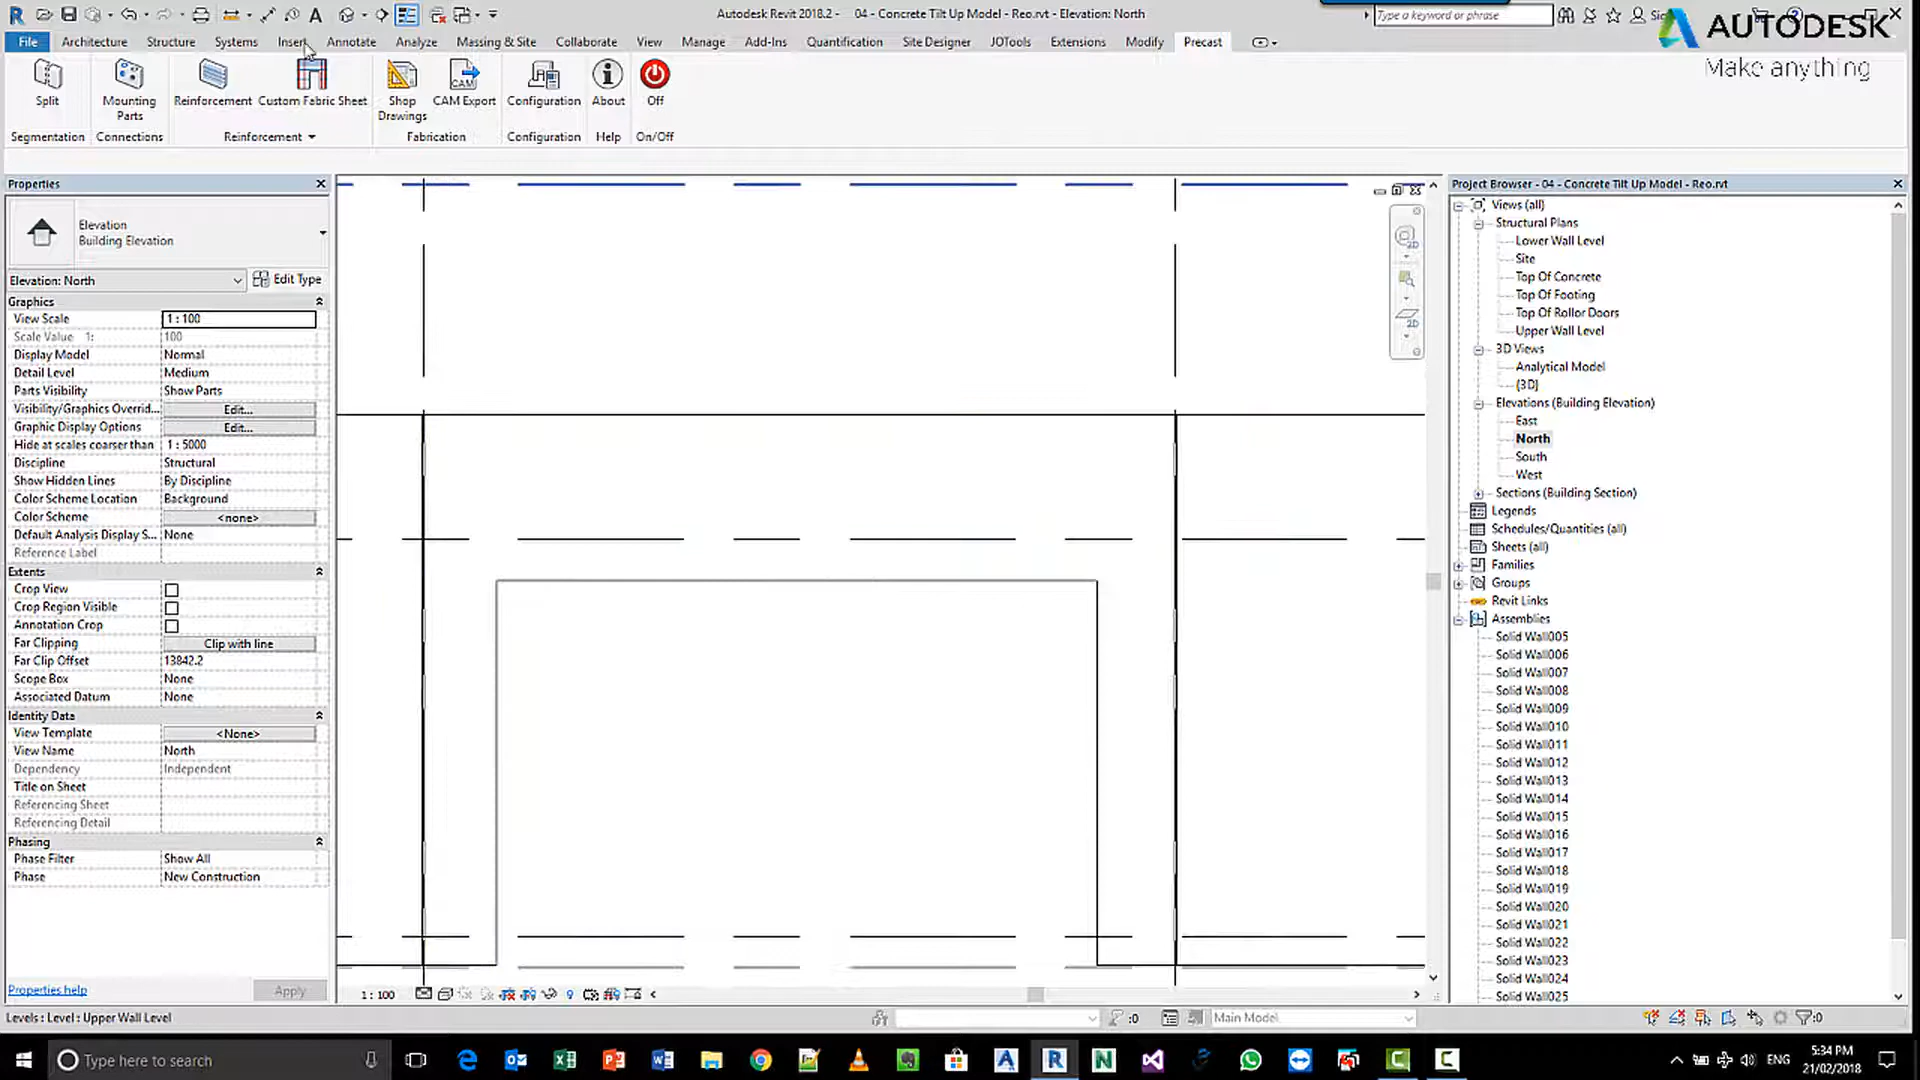 Autodesk Revit 2018.2 - 04 - Concrete Tilt Up Model - Reo.rvt - Elevation: North
Type a keyword or phrase
AUTODESK
Make anything
File Architecture Structure Systems Insert Annotate Analyze Massing & Site Collaborate View Manage Add-Ins Quantification Site Designer JOTools Extensions Modify Precast
Split
Mounting Parts
Reinforcement
Custom Fabric Sheet
Shop Drawings
CAM Export
Configuration
About
Off
Segmentation Connections Reinforcement Fabrication Configuration Help On/Off
Properties
Elevation
Building Elevation
Elevation: North
Edit Type
Graphics
View Scale 1 : 100
Scale Value 1: 100
Display Model Normal
Detail Level Medium
Parts Visibility Show Parts
Visibility/Graphics Overrid... Edit...
Graphic Display Options Edit...
Hide at scales coarser than 1 : 5000
Discipline Structural
Show Hidden Lines By Discipline
Color Scheme Location Background
Color Scheme <none>
Default Analysis Display S... None
Reference Label
Extents
Crop View
Crop Region Visible
Annotation Crop
Far Clipping Clip with line
Far Clip Offset 13842.2
Scope Box None
Associated Datum None
Identity Data
View Template <None>
View Name North
Dependency Independent
Title on Sheet
Referencing Sheet
Referencing Detail
Phasing
Phase Filter Show All
Phase New Construction
Properties help
Apply
2D
2D
1 : 100
Project Browser - 04 - Concrete Tilt Up Model - Reo.rvt
Views (all)
Structural Plans
Lower Wall Level
Site
Top Of Concrete
Top Of Footing
Top Of Rollor Doors
Upper Wall Level
3D Views
Analytical Model
{3D}
Elevations (Building Elevation)
East
North
South
West
Sections (Building Section)
Legends
Schedules/Quantities (all)
Sheets (all)
Families
Groups
Revit Links
Assemblies
Solid Wall005
Solid Wall006
Solid Wall007
Solid Wall008
Solid Wall009
Solid Wall010
Solid Wall011
Solid Wall012
Solid Wall013
Solid Wall014
Solid Wall015
Solid Wall016
Solid Wall017
Solid Wall018
Solid Wall019
Solid Wall020
Solid Wall021
Solid Wall022
Solid Wall023
Solid Wall024
Solid Wall025
Levels : Level : Upper Wall Level
:0
Main Model
:0
Type here to search
ENG
5:34 PM
21/02/2018